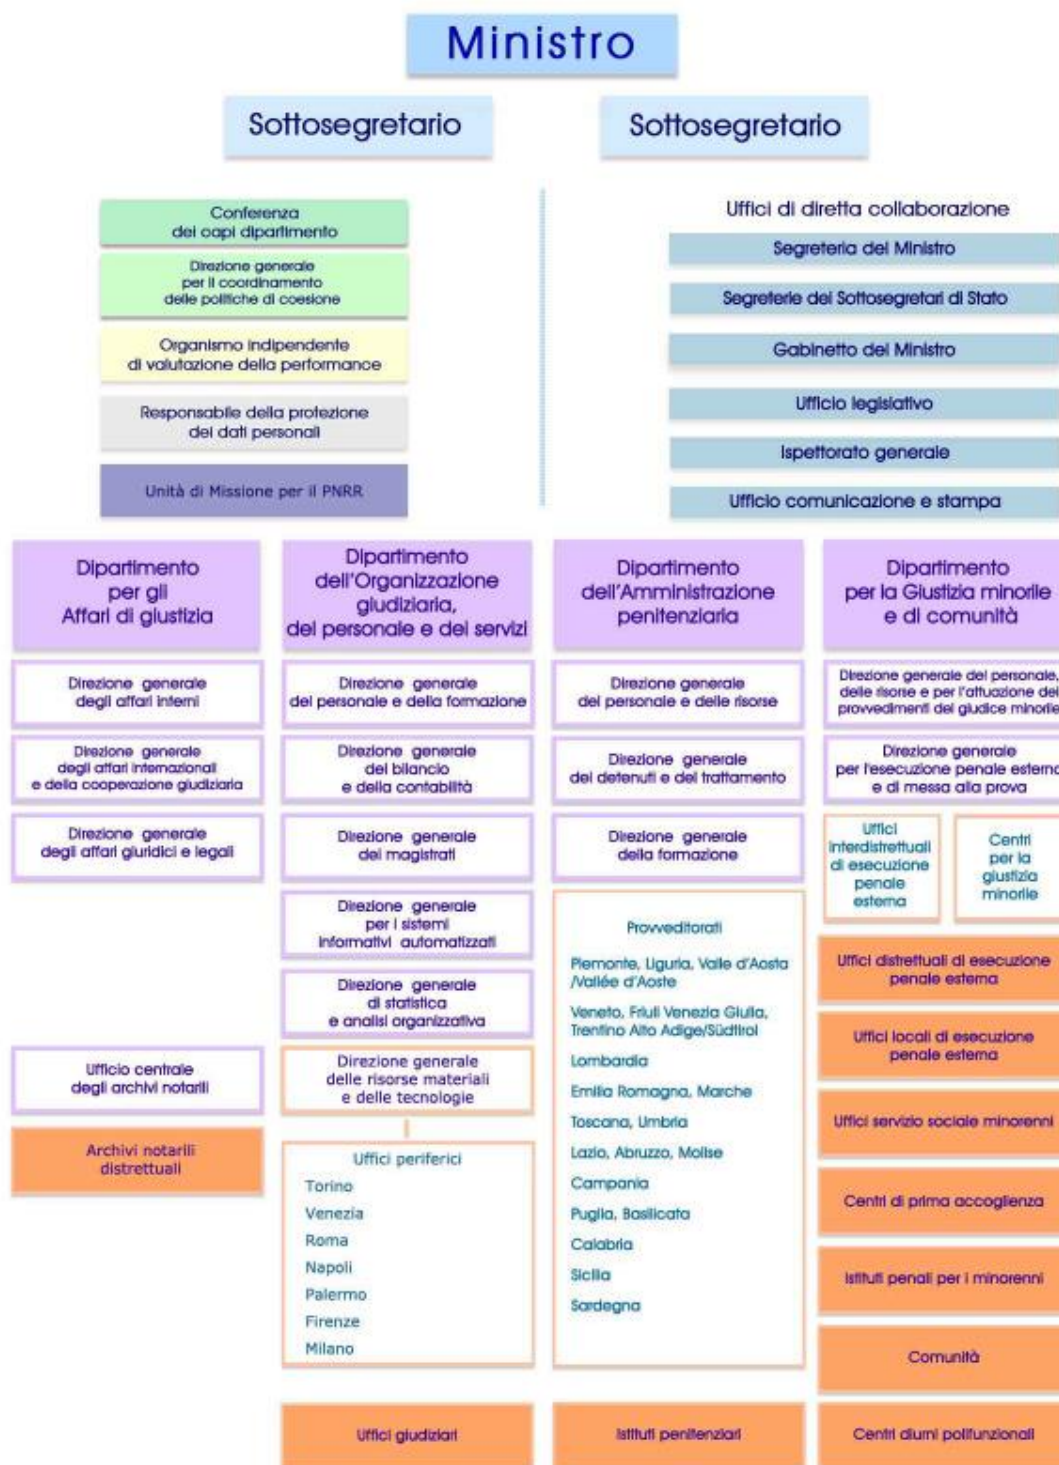 Ministro
Sottosegretario
Sottosegretario
Conferenza
dei capi dipartimento
Direzione generale
per il coordinamento
delle politiche di coesione
Organismo indipendente
di valutazione della performance
Responsabile della protezione
dei dati personali
Unità di Missione per il PNRR
Uffici di diretta collaborazione
Segreteria del Ministro
Segreterie dei Sottosegretari di Stato
Gabinetto del Ministro
Ufficio legislativo
Ispettorato generale
Ufficio comunicazione e stampa
Dipartimento
per gli
Affari di giustizia
Direzione generale
degli affari interni
Direzione generale
degli affari internazionali
e della cooperazione giudiziaria
Direzione generale
degli affari giuridici e legali
Ufficio centrale
degli archivi notarili
Archivi notarili
distrettuali
Dipartimento
dell'Organizzazione
giudiziaria,
del personale e dei servizi
Direzione generale
del personale e della formazione
Direzione generale
del bilancio
e della contabilità
Direzione generale
dei magistrati
Direzione generale
per i sistemi
informativi automatizzati
Direzione generale
di statistica
e analisi organizzativa
Direzione generale
delle risorse materiali
e delle tecnologie
Uffici periferici
Torino
Venezia
Roma
Napoli
Palermo
Firenze
Milano
Uffici giudiziari
Dipartimento
dell'Amministrazione
penitenziaria
Direzione generale
del personale e delle risorse
Direzione generale
dei detenuti e del trattamento
Direzione generale
della formazione
Provveditorati
Piemonte, Liguria, Valle d'Aosta
/Vallée d'Aoste
Veneto, Friuli Venezia Giulia,
Trentino Alto Adige/Südtirol
Lombardia
Emilia Romagna, Marche
Toscana, Umbria
Lazio, Abruzzo, Molise
Campania
Puglia, Basilicata
Calabria
Sicilia
Sardegna
Istituti penitenziari
Dipartimento
per la Giustizia minorile
e di comunità
Direzione generale del personale,
delle risorse e per l'attuazione dei
provvedimenti del giudice minorile
Direzione generale
per l'esecuzione penale esterna
e di messa alla prova
Uffici
interdistrettuali
di esecuzione
penale
esterna
Centri
per la
giustizia
minorile
Uffici distrettuali di esecuzione
penale esterna
Uffici locali di esecuzione
penale esterna
Uffici servizio sociale minorenni
Centri di prima accoglienza
Istituti penali per i minorenni
Comunità
Centri diurni polifunzionali